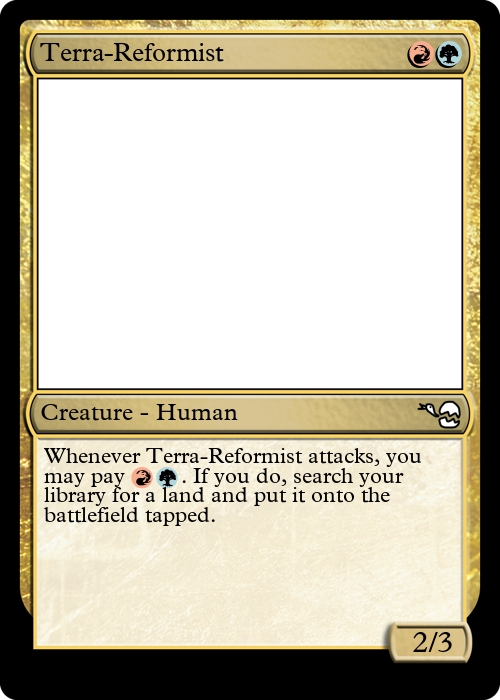 Terra-Reformist
Creature - Human
Whenever Terra-Reformist attacks, you
may pay . If you do, search your
library for a land and put it onto the
battlefield tapped.
2/3